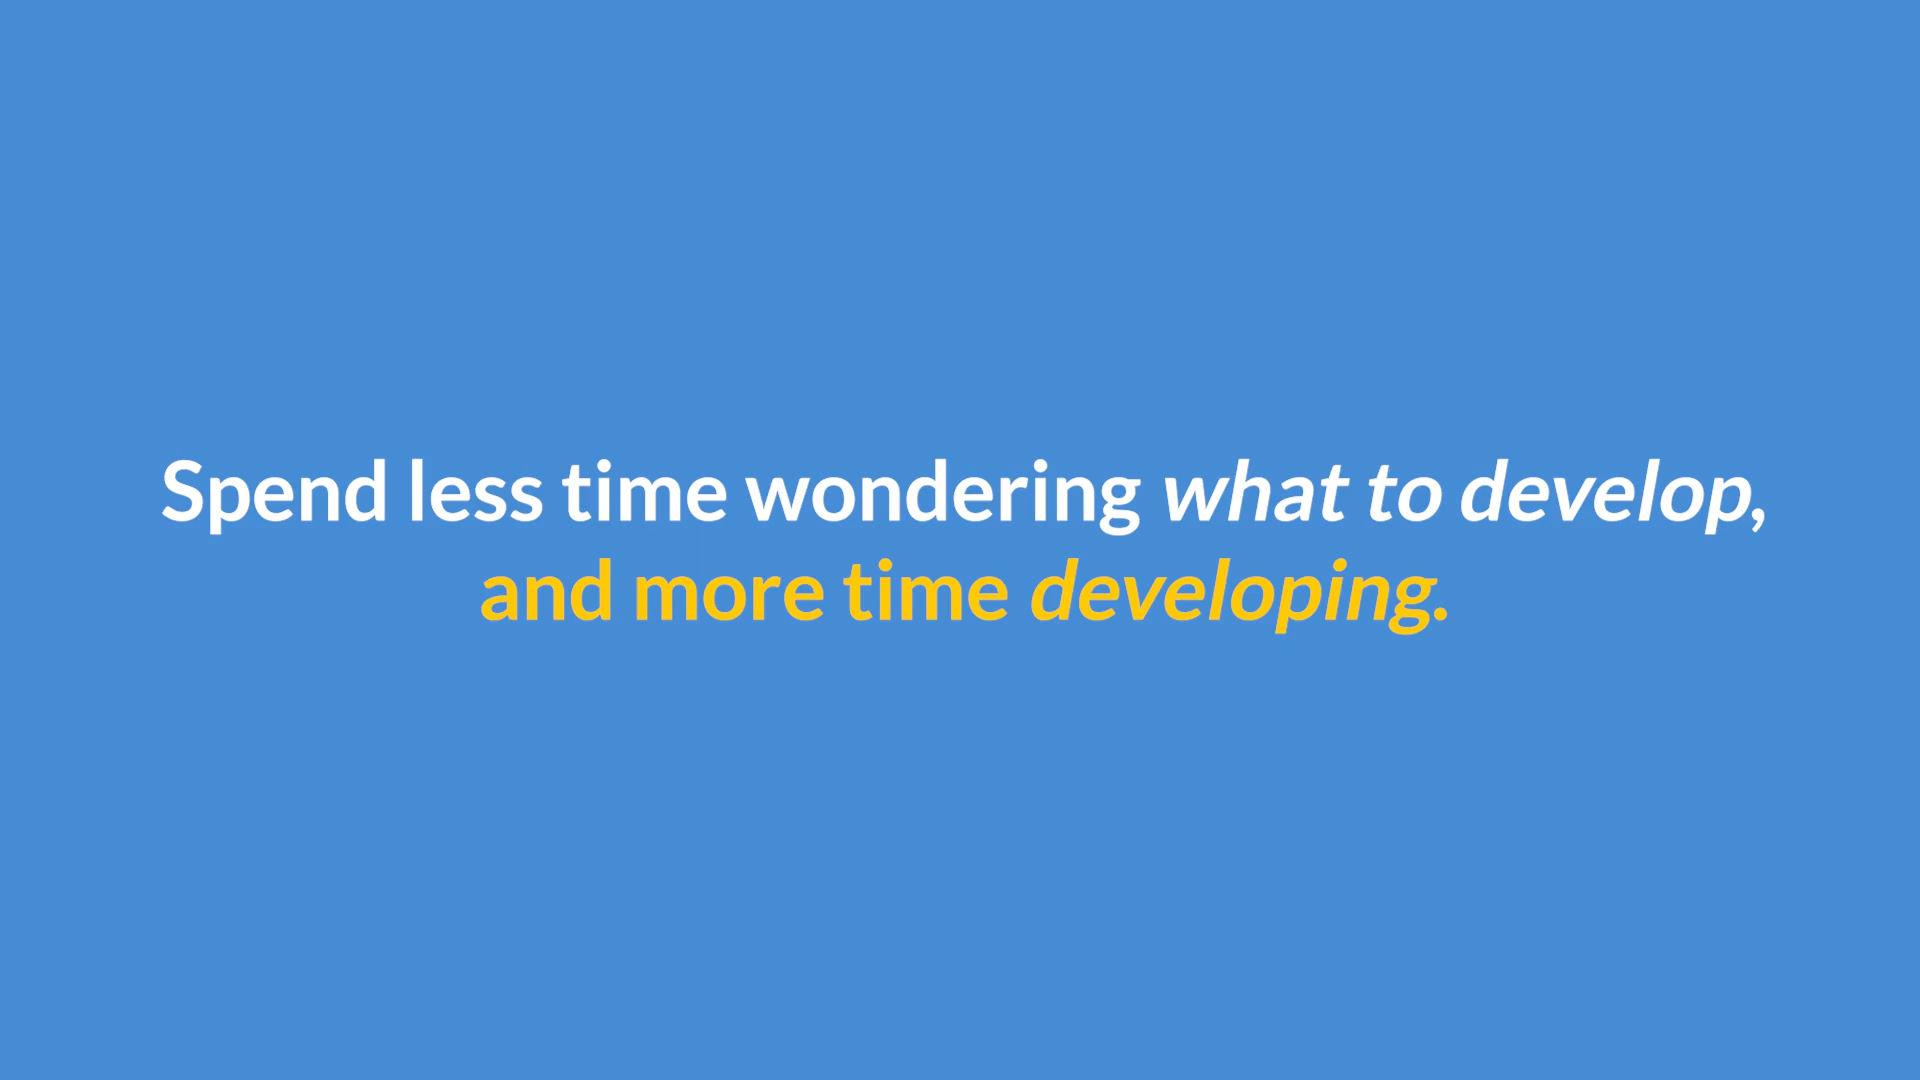 Spend less time wondering what to develop,
and more time developing.